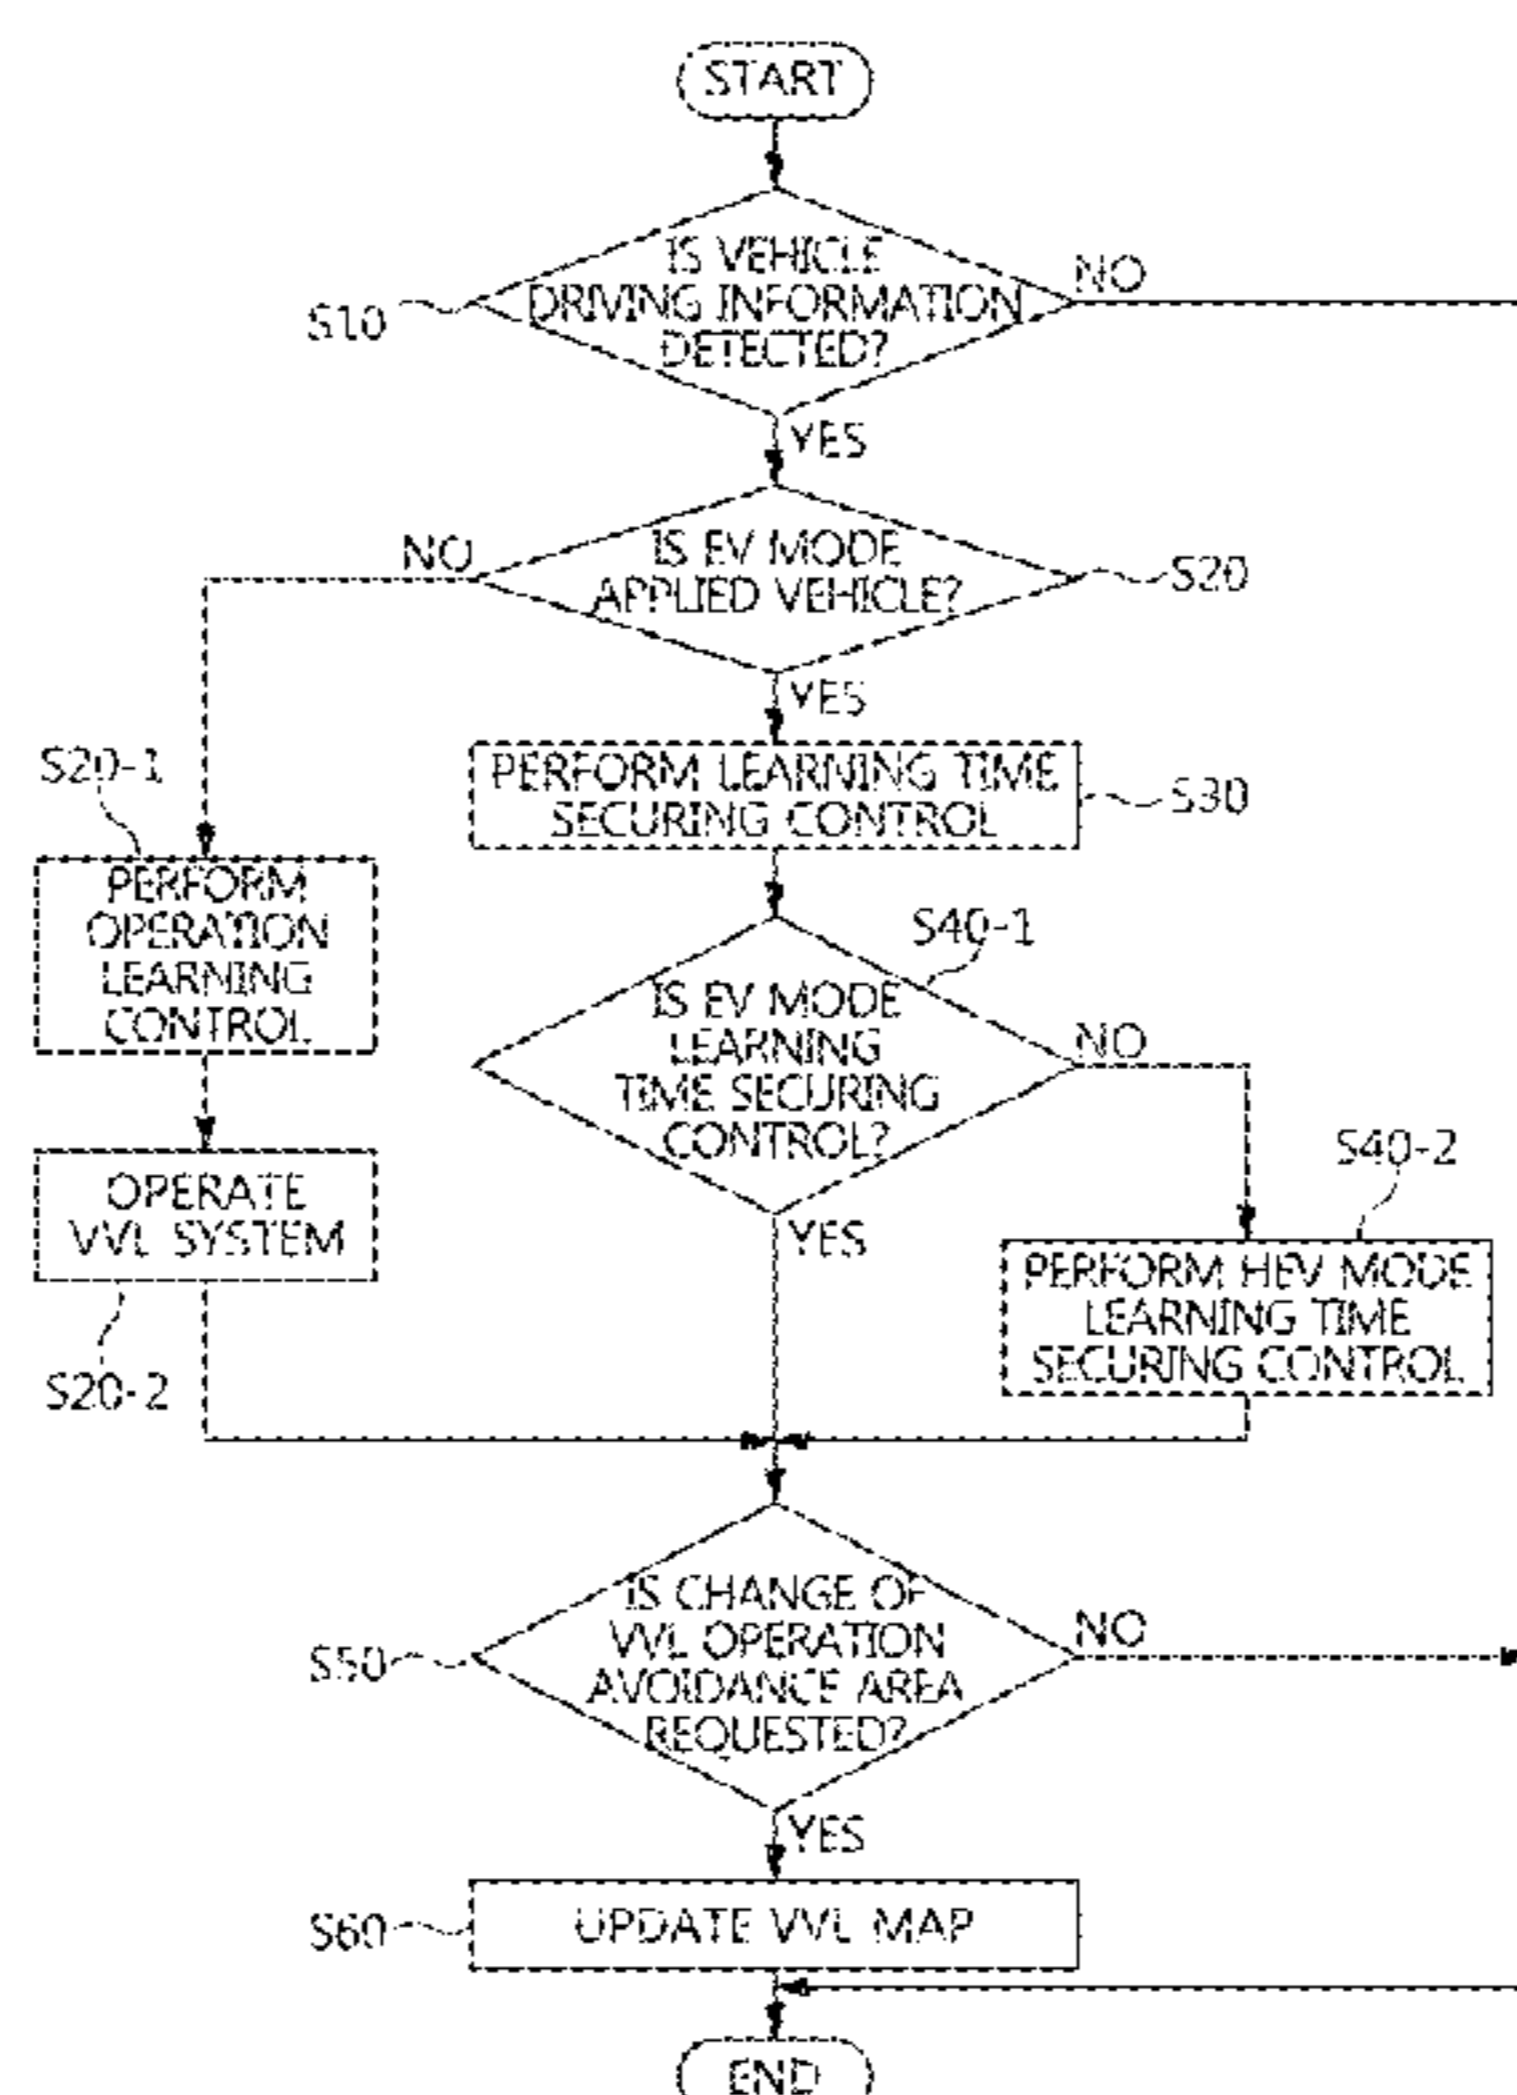 START
IS VEHICLE
DRIVING INFORMATION
DETECTED?
NO
S10
YES
IS EV MODE
APPLIED VEHICLE?
NO
S20
YES
S20-1
PERFORM LEARNING TIME
SECURING CONTROL
S30
PERFORM
OPERATION
LEARNING
CONTROL
S40-1
IS EV MODE
LEARNING
TIME SECURING
CONTROL?
NO
S40-2
OPERATE
VVL SYSTEM
YES
PERFORM HEV MODE
LEARNING TIME
SECURING CONTROL
S20-2
IS CHANGE OF
VVL OPERATION
AVOIDANCE AREA
REQUESTED?
NO
S50
YES
S60
UPDATE VVL MAP
END